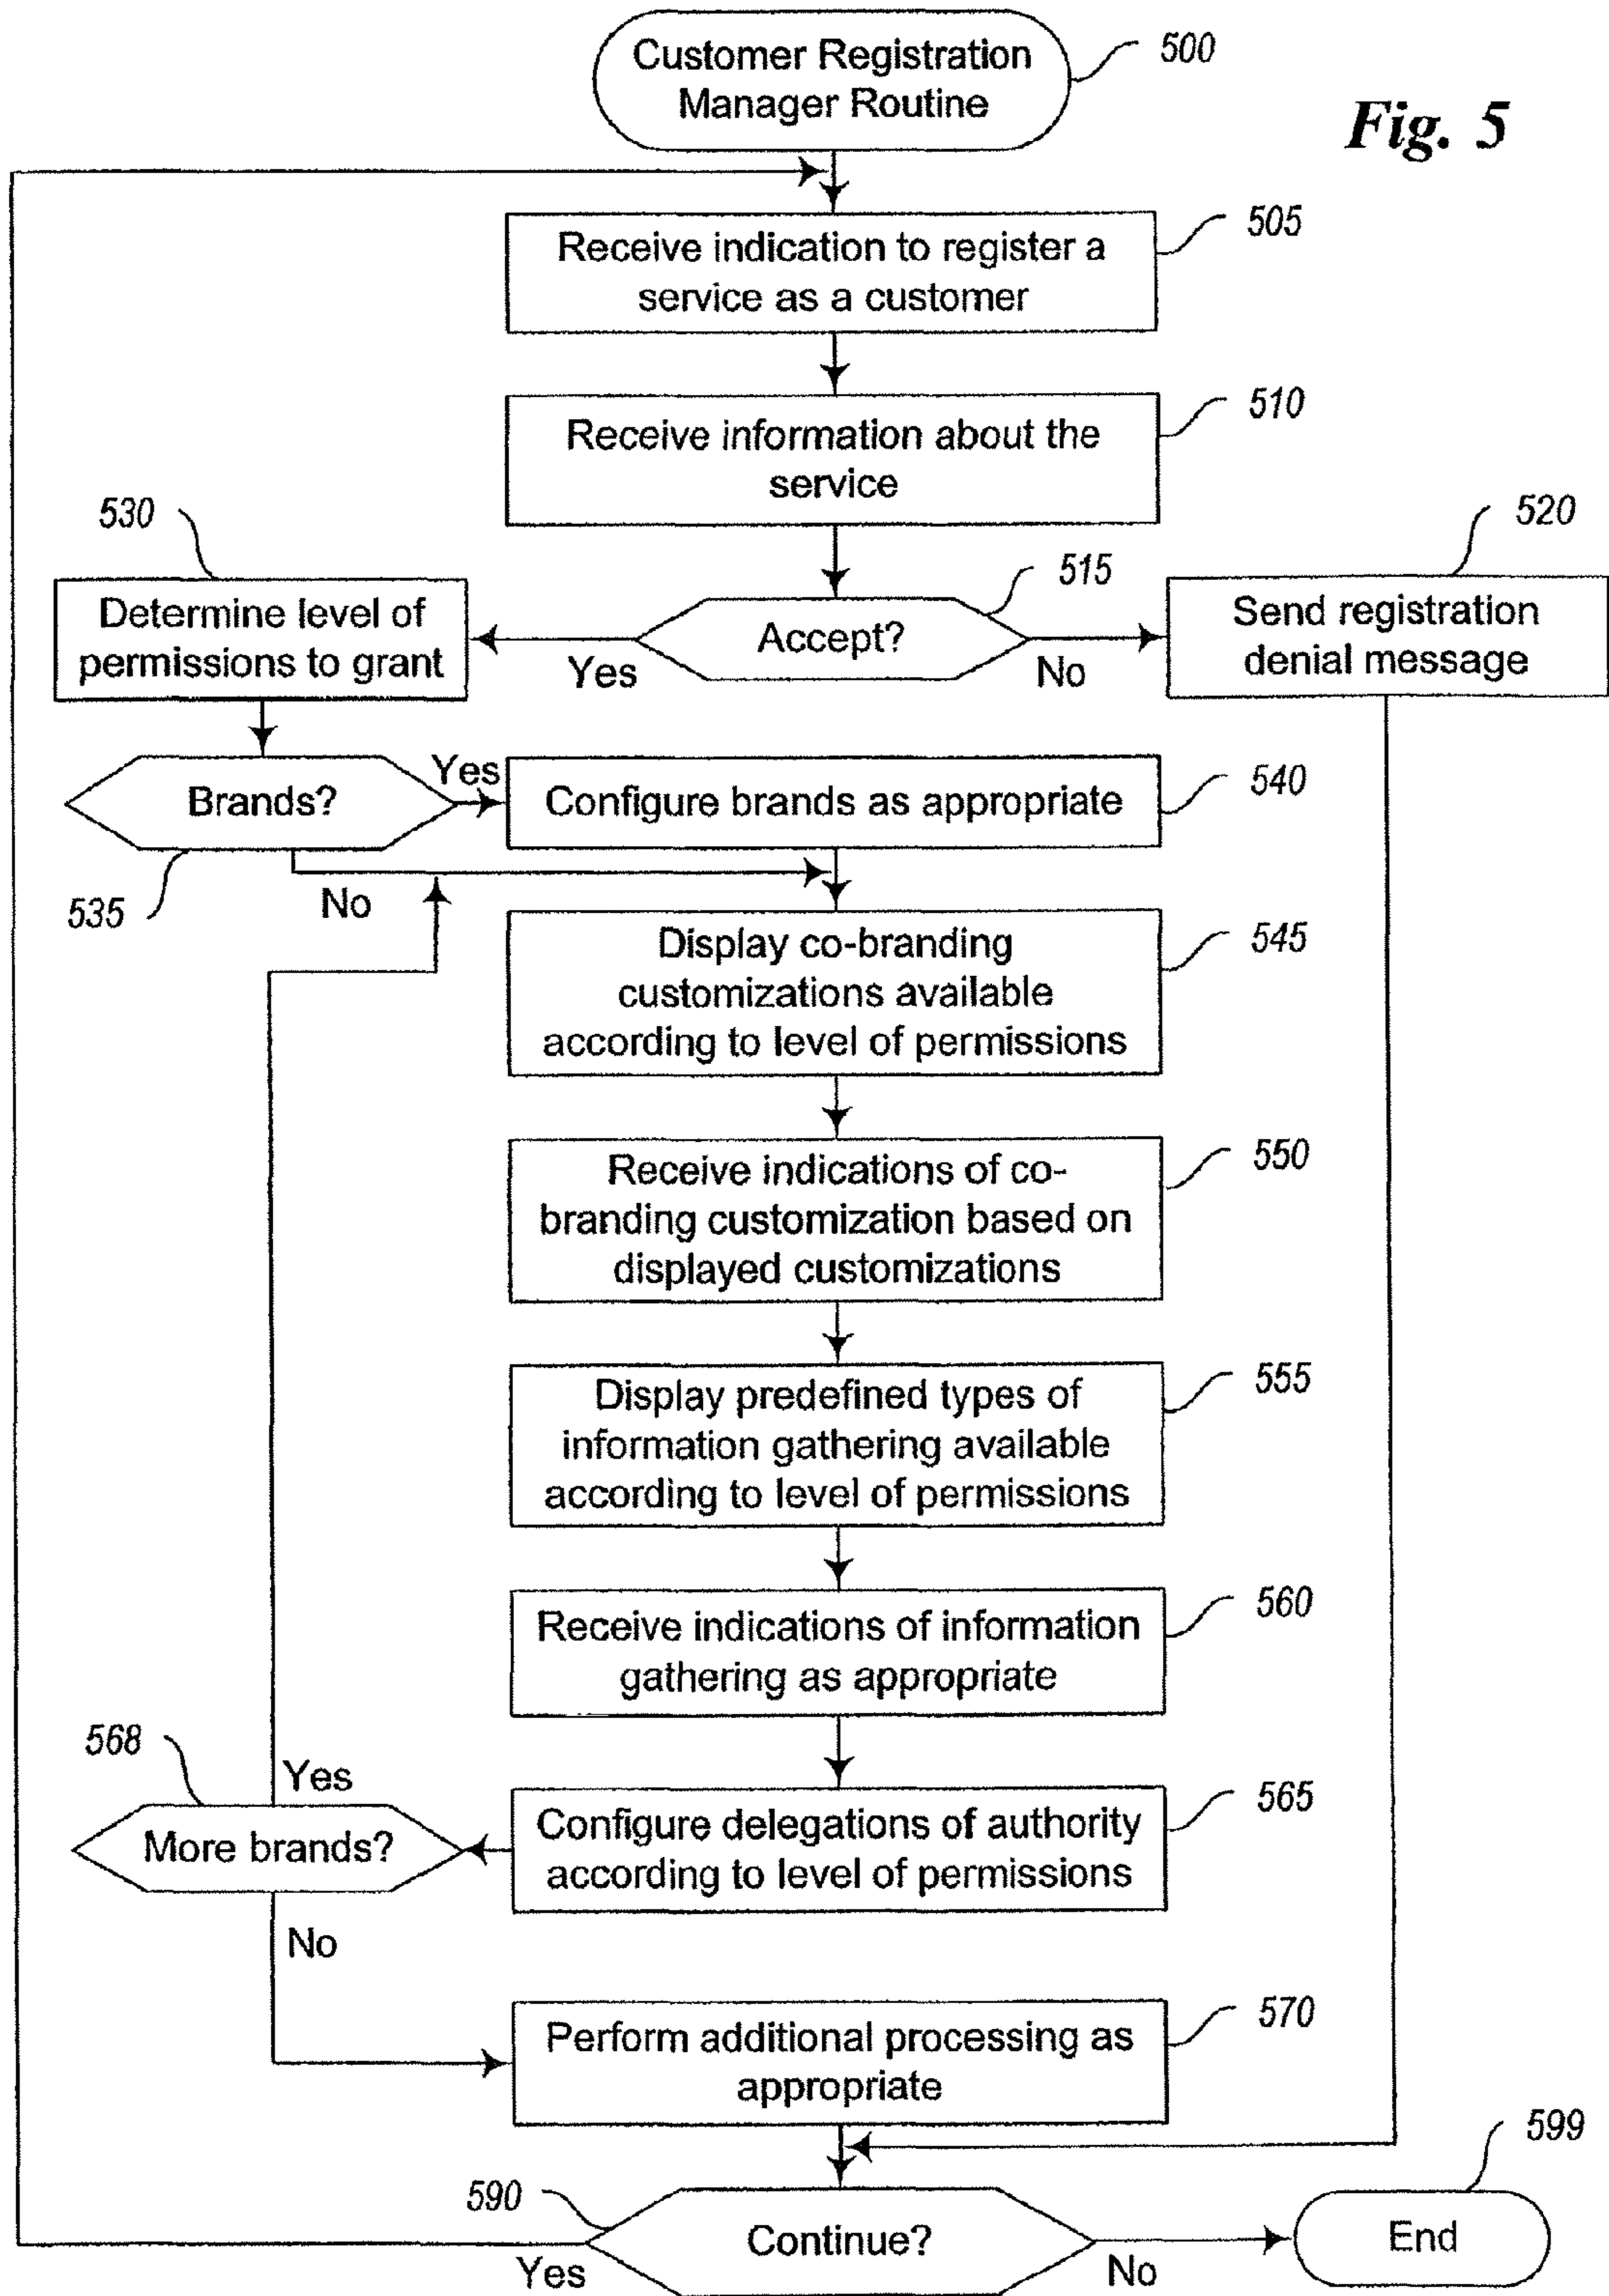 Customer Registration
Manager Routine
500
Fig. 5
Receive indication to register a
service as a customer
505
Receive information about the
service
510
530
Determine level of
permissions to grant
Accept?
515
Yes
No
520
Send registration
denial message
Brands?
535
Yes
No
Configure brands as appropriate
540
Display co-branding
customizations available
according to level of permissions
545
Receive indications of co-
branding customization based on
displayed customizations
550
Display predefined types of
information gathering available
according to level of permissions
555
Receive indications of information
gathering as appropriate
560
Configure delegations of authority
according to level of permissions
565
568
Yes
More brands?
No
Perform additional processing as
appropriate
570
590
Continue?
Yes
No
599
End